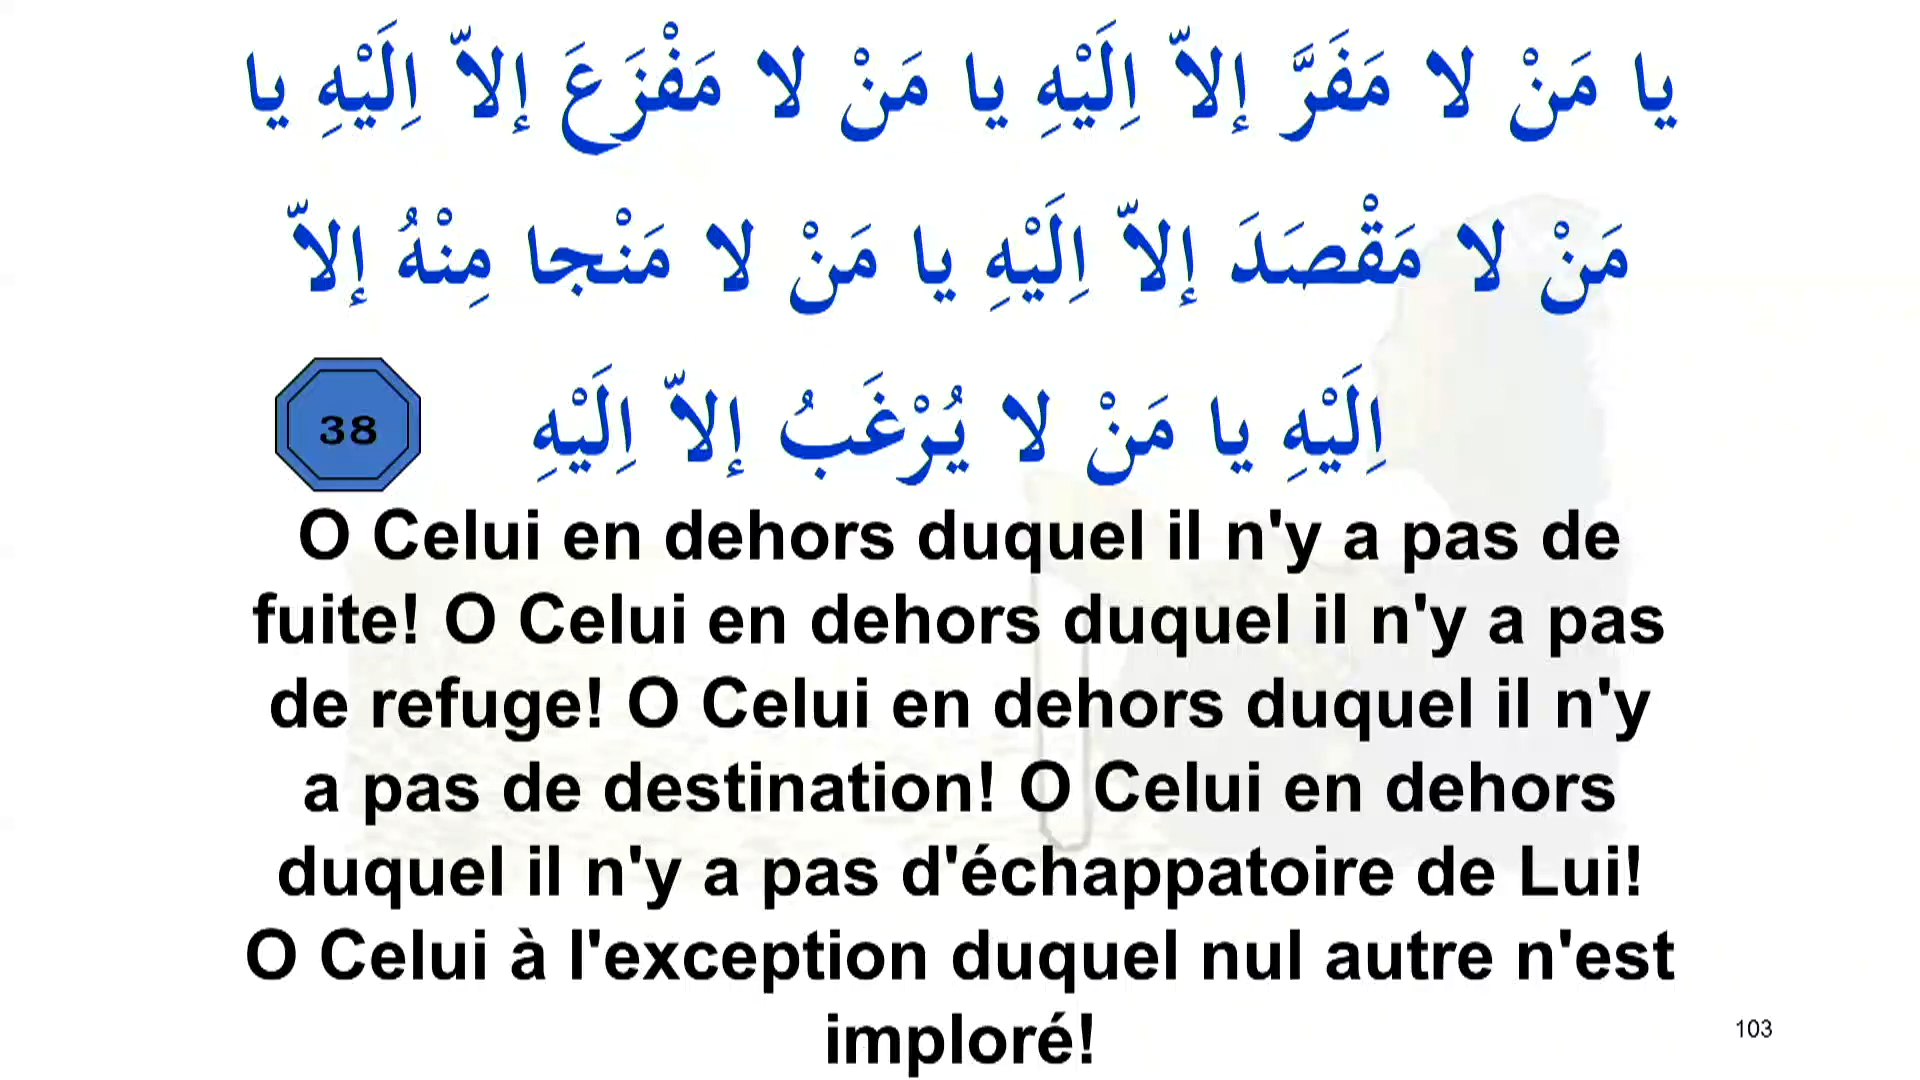 يا مَنْ لا مَفَرَّ إلاّ اِلَيْهِ يا مَنْ لا مَفْزَعَ إلاّ اِلَيْهِ يا
مَنْ لا مَقْصَدَ إلاّ اِلَيْهِ يا مَنْ لا مَنْجا مِنْهُ إلاّ
اِلَيْهِ يا مَنْ لا يُرْغَبُ إلاّ اِلَيْهِ
38
O Celui en dehors duquel il n'y a pas de
fuite! O Celui en dehors duquel il n'y a pas
de refuge! O Celui en dehors duquel il n'y
a pas de destination! O Celui en dehors
duquel il n'y a pas d'échappatoire de Lui!
O Celui à l'exception duquel nul autre n'est
imploré!
103